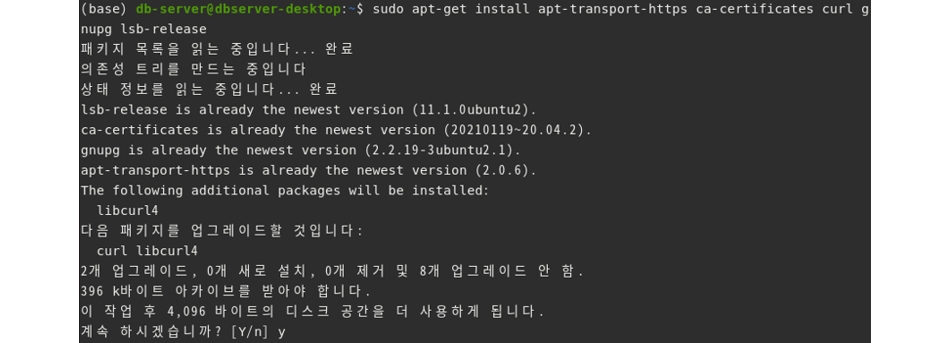 (base) db-server@dbserver-desktop:~$ sudo apt-get install apt-transport-https ca-certificates curl g
nupg lsb-release
패키지 목록을 읽는 중입니다... 완료
의존성 트리를 만드는 중입니다
상태 정보를 읽는 중입니다... 완료
lsb-release is already the newest version (11.1.0ubuntu2).
ca-certificates is already the newest version (20210119~20.04.2).
gnupg is already the newest version (2.2.19-3ubuntu2.1).
apt-transport-https is already the newest version (2.0.6).
The following additional packages will be installed:
  libcurl4
다음 패키지를 업그레이드할 것입니다:
  curl libcurl4
2개 업그레이드, 0개 새로 설치, 0개 제거 및 8개 업그레이드 안 함.
396 k바이트 아카이브를 받아야 합니다.
이 작업 후 4,096 바이트의 디스크 공간을 더 사용하게 됩니다.
계속 하시겠습니까? [Y/n] y